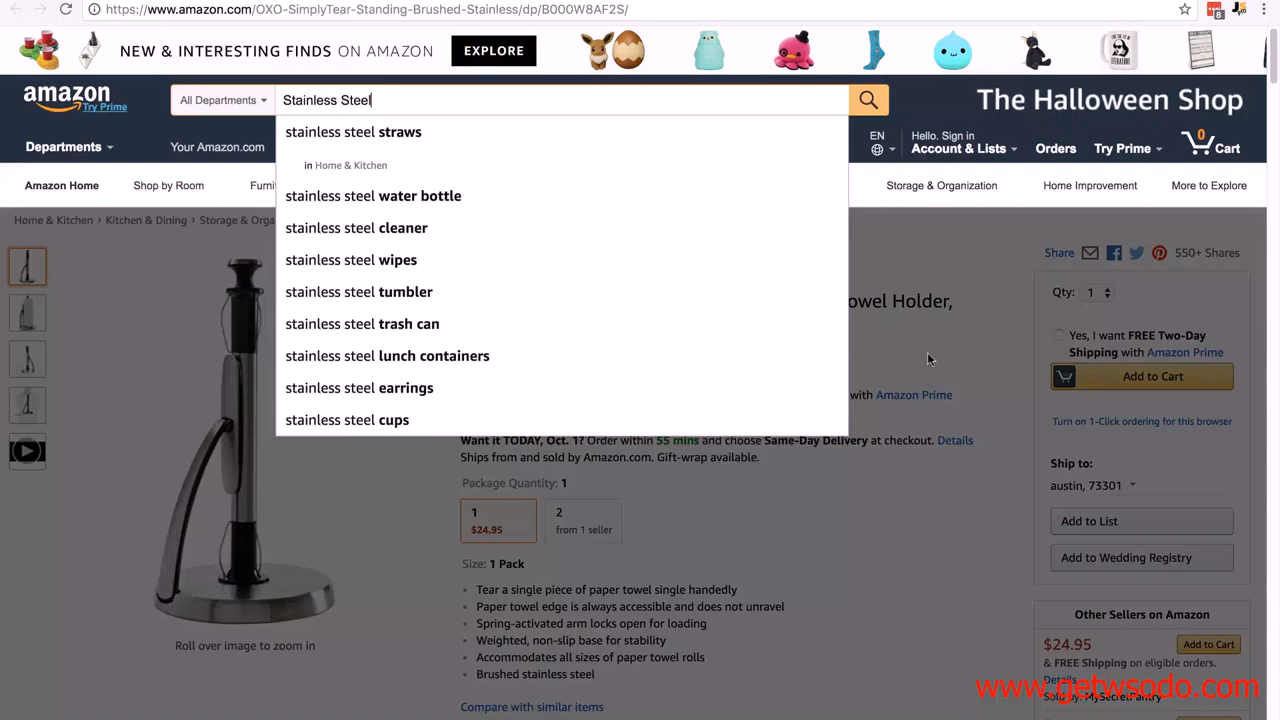 https://www.amazon.com/OXO-SimplyTear-Standing-Brushed-Stainless/dp/B000W8AF2S/
8
NEW & INTERESTING FINDS ON AMAZON EXPLORE
LITERATURE
amazon
Try Prime
All Departments Stainless Steel
The Halloween Shop
stainless steel straws
in Home & Kitchen
stainless steel water bottle
stainless steel cleaner
stainless steel wipes
stainless steel tumbler
stainless steel trash can
stainless steel lunch containers
stainless steel earrings
stainless steel cups
Departments Your Amazon.com
EN
Hello. Sign in
Account & Lists Orders Try Prime 0 Cart
Amazon Home Shop by Room Furni Storage & Organization Home Improvement More to Explore
Home & Kitchen › Kitchen & Dining › Storage & Orga
Share 550+ Shares
owel Holder,
Qty: 1
Yes, I want FREE Two-Day
Shipping with Amazon Prime
Add to Cart
with Amazon Prime
Turn on 1-Click ordering for this browser
Want it TODAY, Oct. 1? Order within 55 mins and choose Same-Day Delivery at checkout. Details
Ships from and sold by Amazon.com. Gift-wrap available.
Ship to:
austin, 73301
Package Quantity: 1
1
$24.95
2
from 1 seller
Add to List
Add to Wedding Registry
Size: 1 Pack
Tear a single piece of paper towel single handedly
Paper towel edge is always accessible and does not unravel
Spring-activated arm locks open for loading
Weighted, non-slip base for stability
Accommodates all sizes of paper towel rolls
Brushed stainless steel
Roll over image to zoom in
Compare with similar items
Other Sellers on Amazon
$24.95 Add to Cart
& FREE Shipping on eligible orders.
Details
Sold by: MySecretPantry
www.getwsodo.com